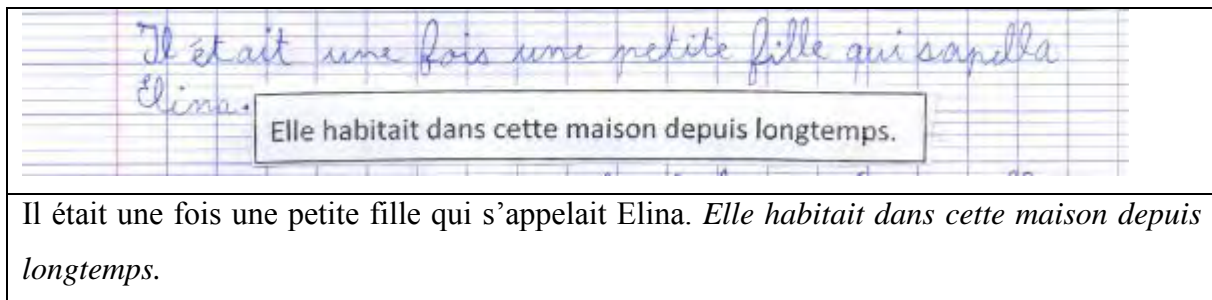 Il était une fois une petite fille qui sapella
Elina.
Elle habitait dans cette maison depuis longtemps.
Il était une fois une petite fille qui s’appelait Elina. Elle habitait dans cette maison depuis
longtemps.